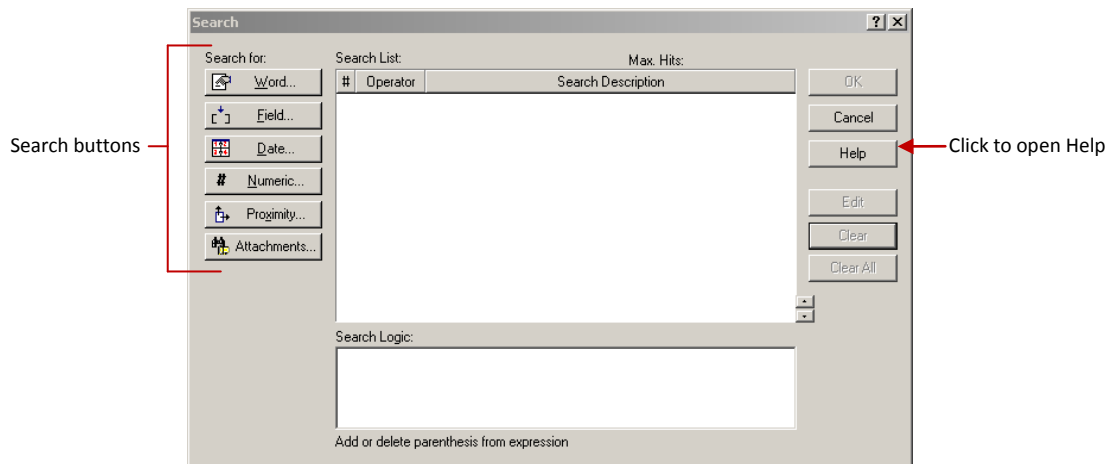 Search
Search for:
Search List:
Max. Hits:
Word...
# Operator Search Description
OK
Field...
Cancel
Search buttons
Date...
Help
Click to open Help
# Numeric...
Proximity...
Edit
Attachments...
Clear
Clear All
Search Logic:
Add or delete parenthesis from expression